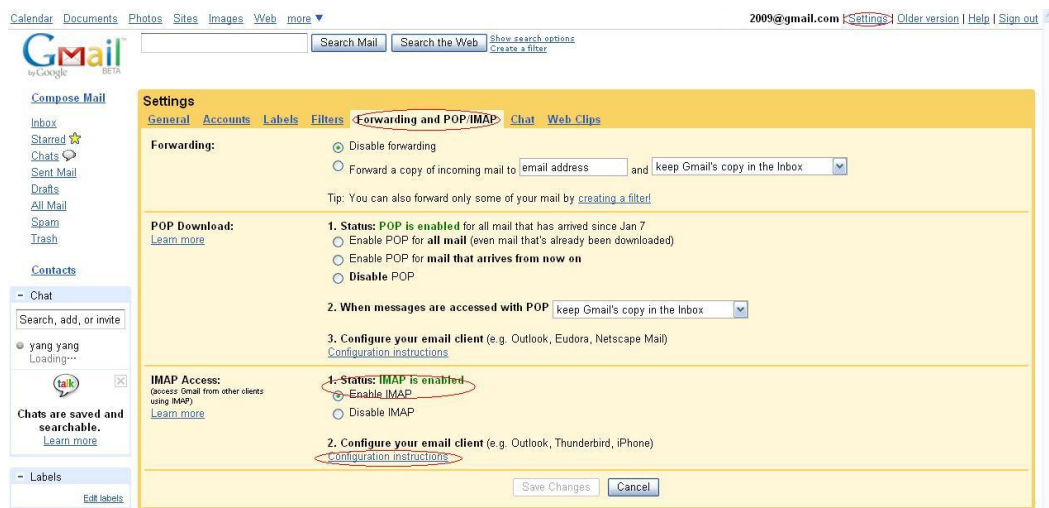 Calendar Documents Photos Sites Images Web more ▼
2009@gmail.com | Settings | Older version | Help | Sign out
Gmail
by Google BETA
Search Mail Search the Web Show search options
Create a filter
Compose Mail
Inbox
Starred
Chats
Sent Mail
Drafts
All Mail
Spam
Trash
Contacts
− Chat
Search, add, or invite
yang yang
Loading···
talk
Chats are saved and
searchable.
Learn more
− Labels
Edit labels
Settings
General Accounts Labels Filters Forwarding and POP/IMAP Chat Web Clips
Forwarding:
Disable forwarding
Forward a copy of incoming mail to email address and keep Gmail's copy in the Inbox
Tip: You can also forward only some of your mail by creating a filter!
POP Download:
Learn more
1. Status: POP is enabled for all mail that has arrived since Jan 7
Enable POP for all mail (even mail that's already been downloaded)
Enable POP for mail that arrives from now on
Disable POP
2. When messages are accessed with POP keep Gmail's copy in the Inbox
3. Configure your email client (e.g. Outlook, Eudora, Netscape Mail)
Configuration instructions
IMAP Access:
(access Gmail from other clients
using IMAP)
Learn more
1. Status: IMAP is enabled
Enable IMAP
Disable IMAP
2. Configure your email client (e.g. Outlook, Thunderbird, iPhone)
Configuration instructions
Save Changes Cancel